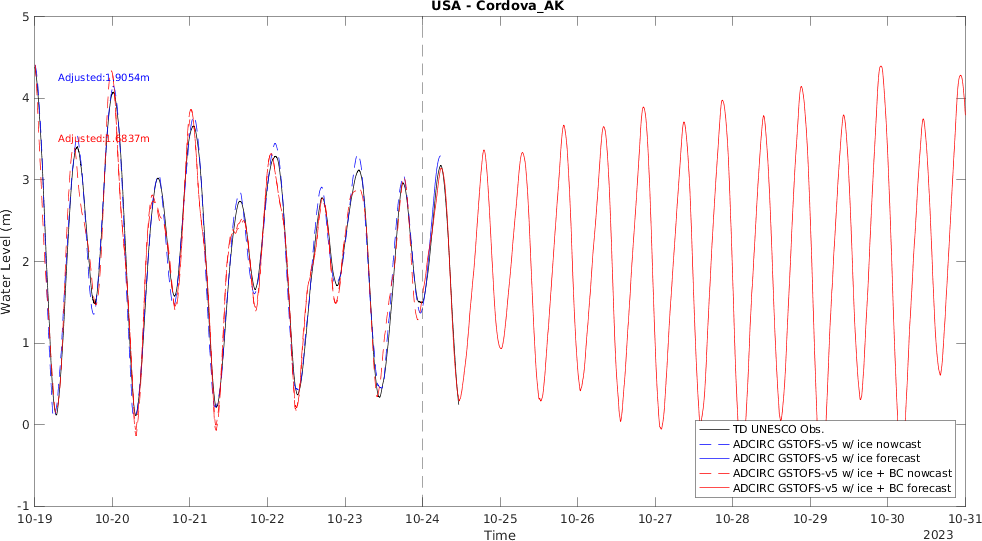 USA - Cordova_AK
Adjusted:1.9054m
Adjusted:1.6837m
Water Level (m)
5
4
3
2
1
0
-1
TD UNESCO Obs.
ADCIRC GSTOFS-v5 w/ ice nowcast
ADCIRC GSTOFS-v5 w/ ice forecast
ADCIRC GSTOFS-v5 w/ ice + BC nowcast
ADCIRC GSTOFS-v5 w/ ice + BC forecast
10-19 10-20 10-21 10-22 10-23 10-24 10-25 10-26 10-27 10-28 10-29 10-30 10-31
Time
2023